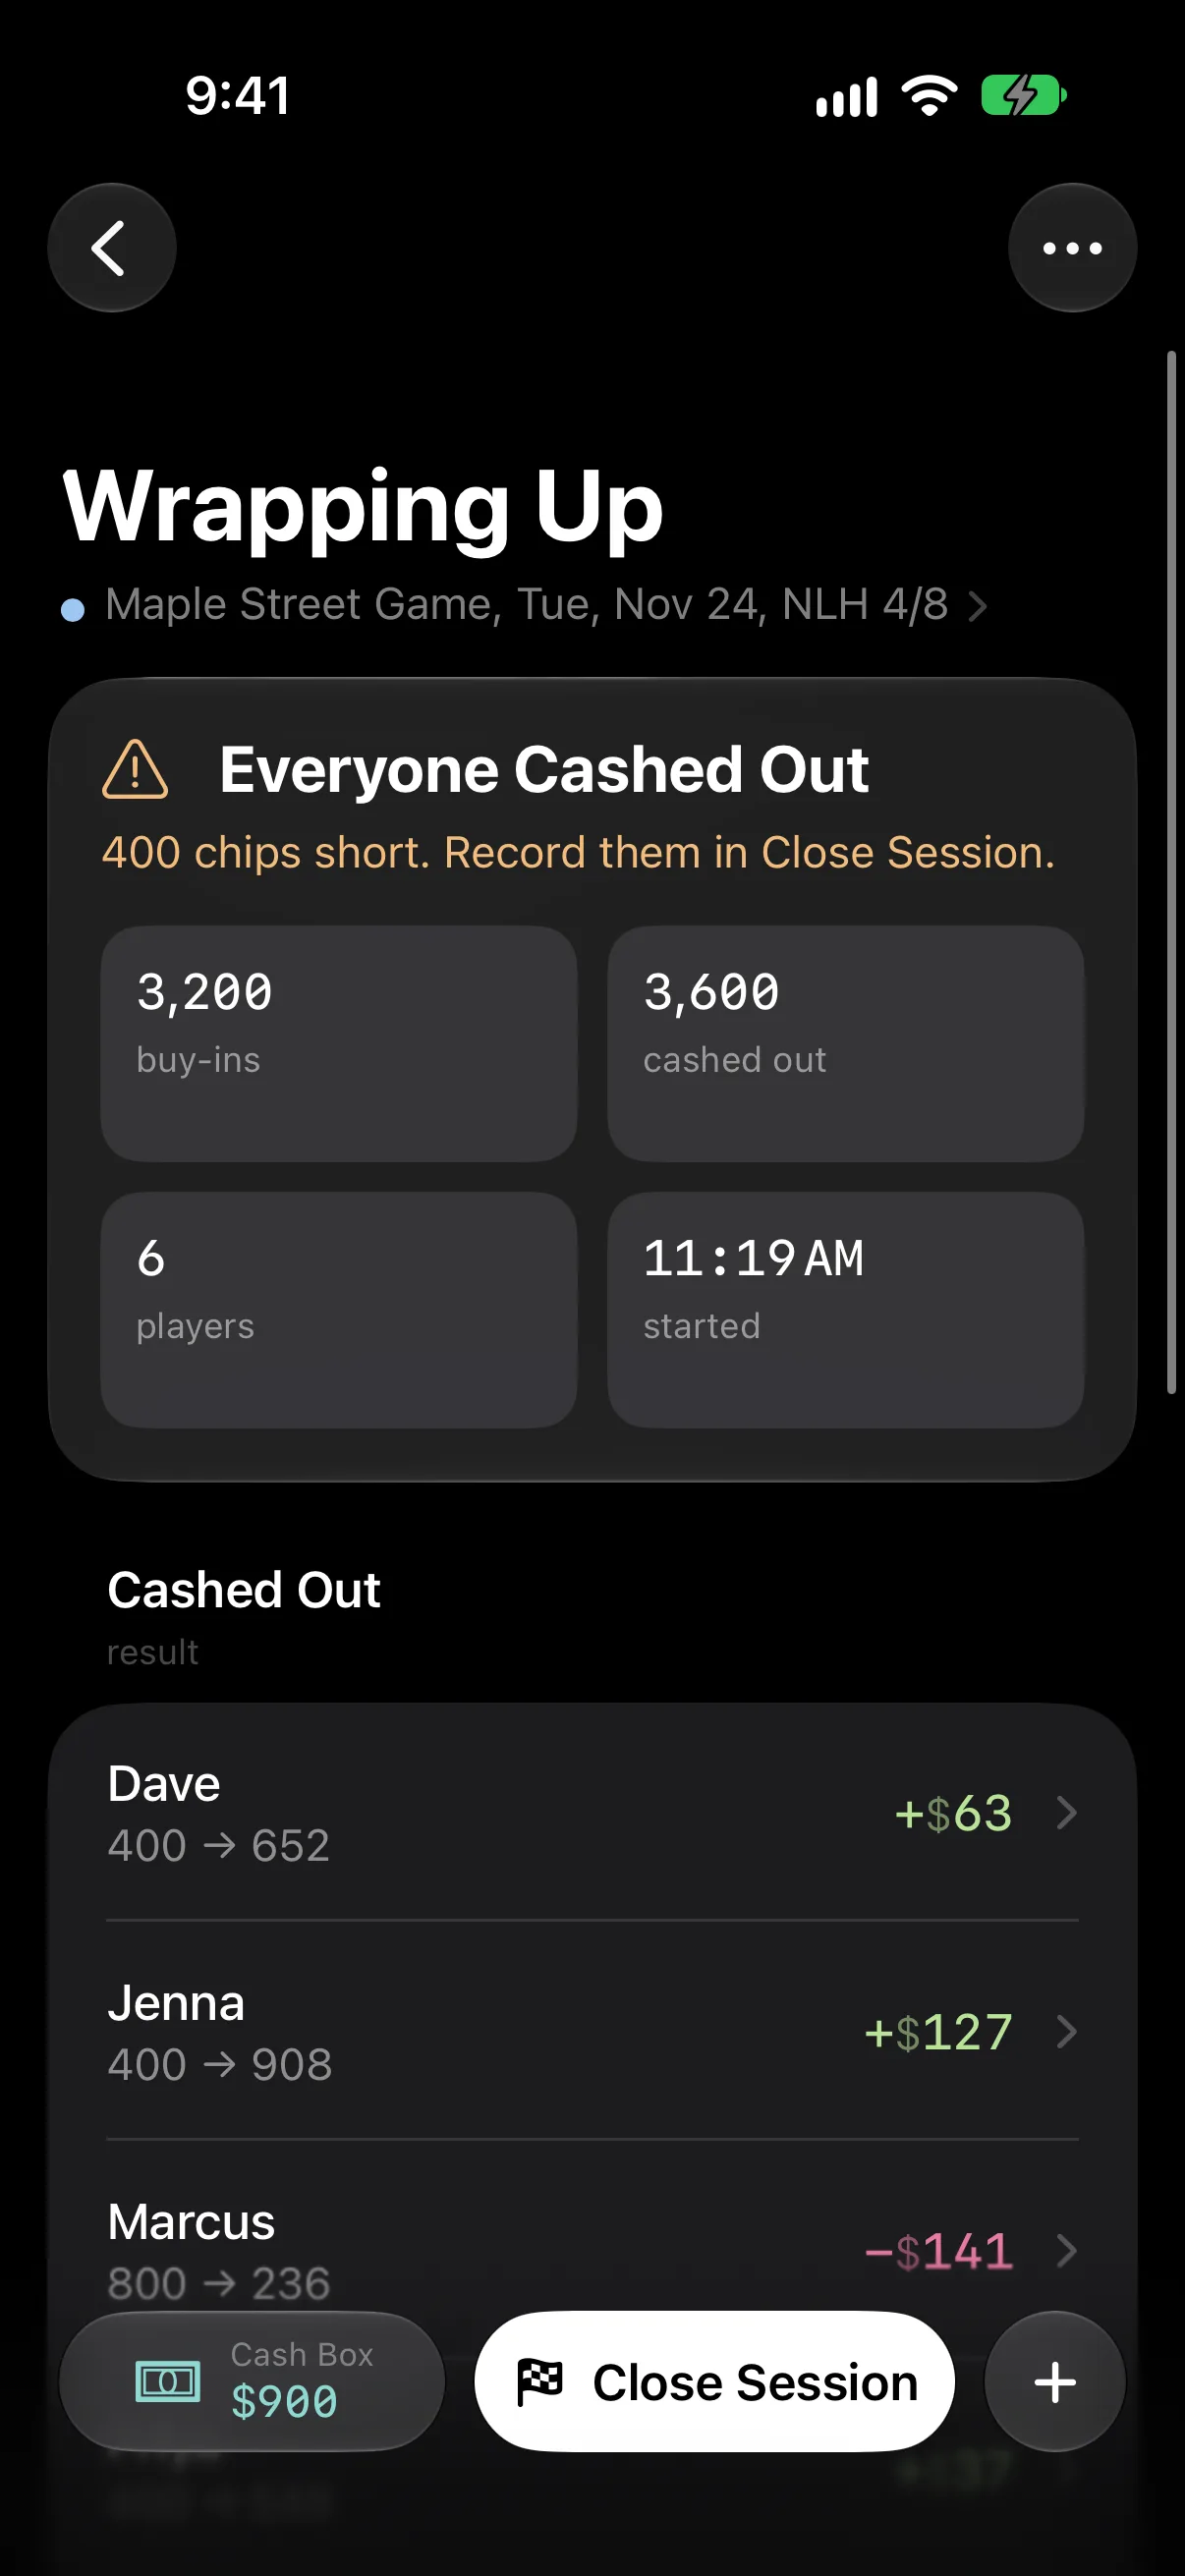 9:41
Wrapping Up
Maple Street Game, Tue, Nov 24, NLH 4/8
Everyone Cashed Out
400 chips short. Record them in Close Session.
3,200
buy-ins
3,600
cashed out
6
players
11:19 AM
started
Cashed Out
result
Dave
+$63
400 → 652
Jenna
+$127
400 → 908
Marcus
−$141
800 → 236
Cash Box
$900
Close Session